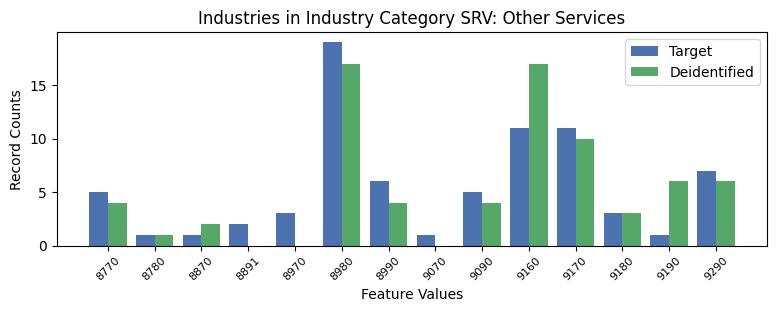 Industries in Industry Category SRV: Other Services
Target
Deidentified
Record Counts
15
10
5
0
8770 8780 8870 8891 8970 8980 8990 9070 9090 9160 9170 9180 9190 9290
Feature Values